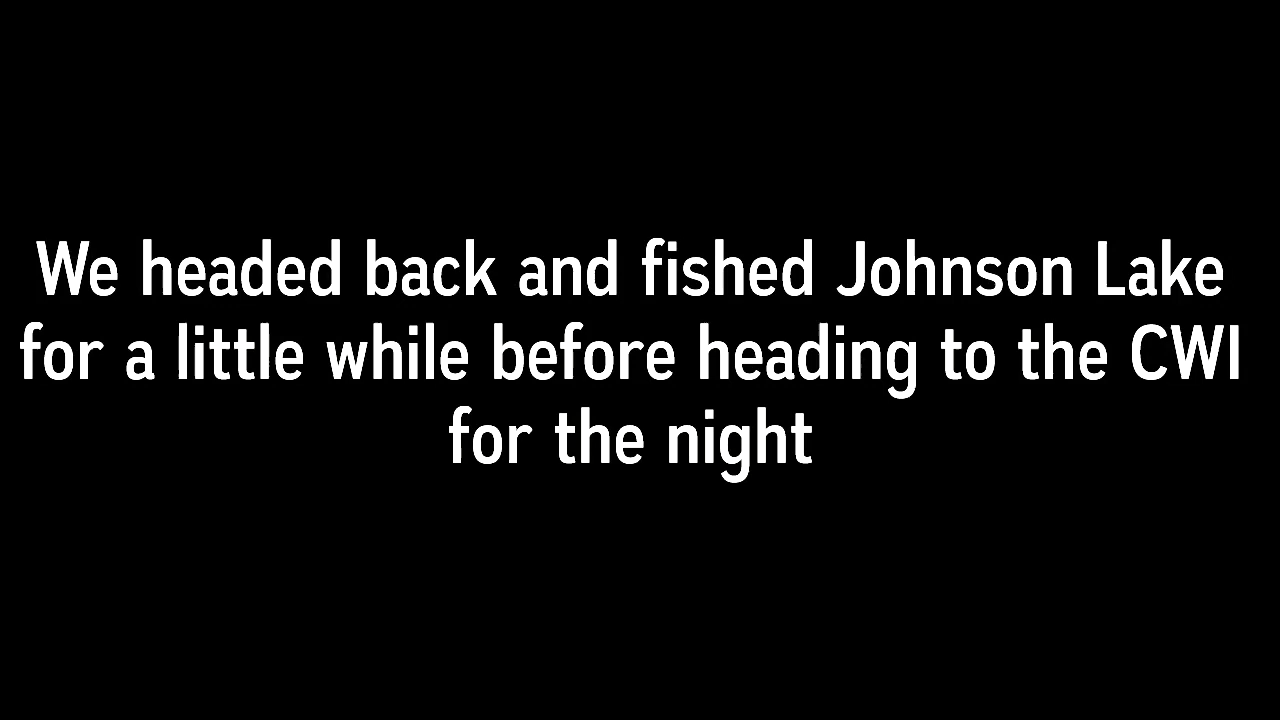 We headed back and fished Johnson Lake
for a little while before heading to the CWI
for the night